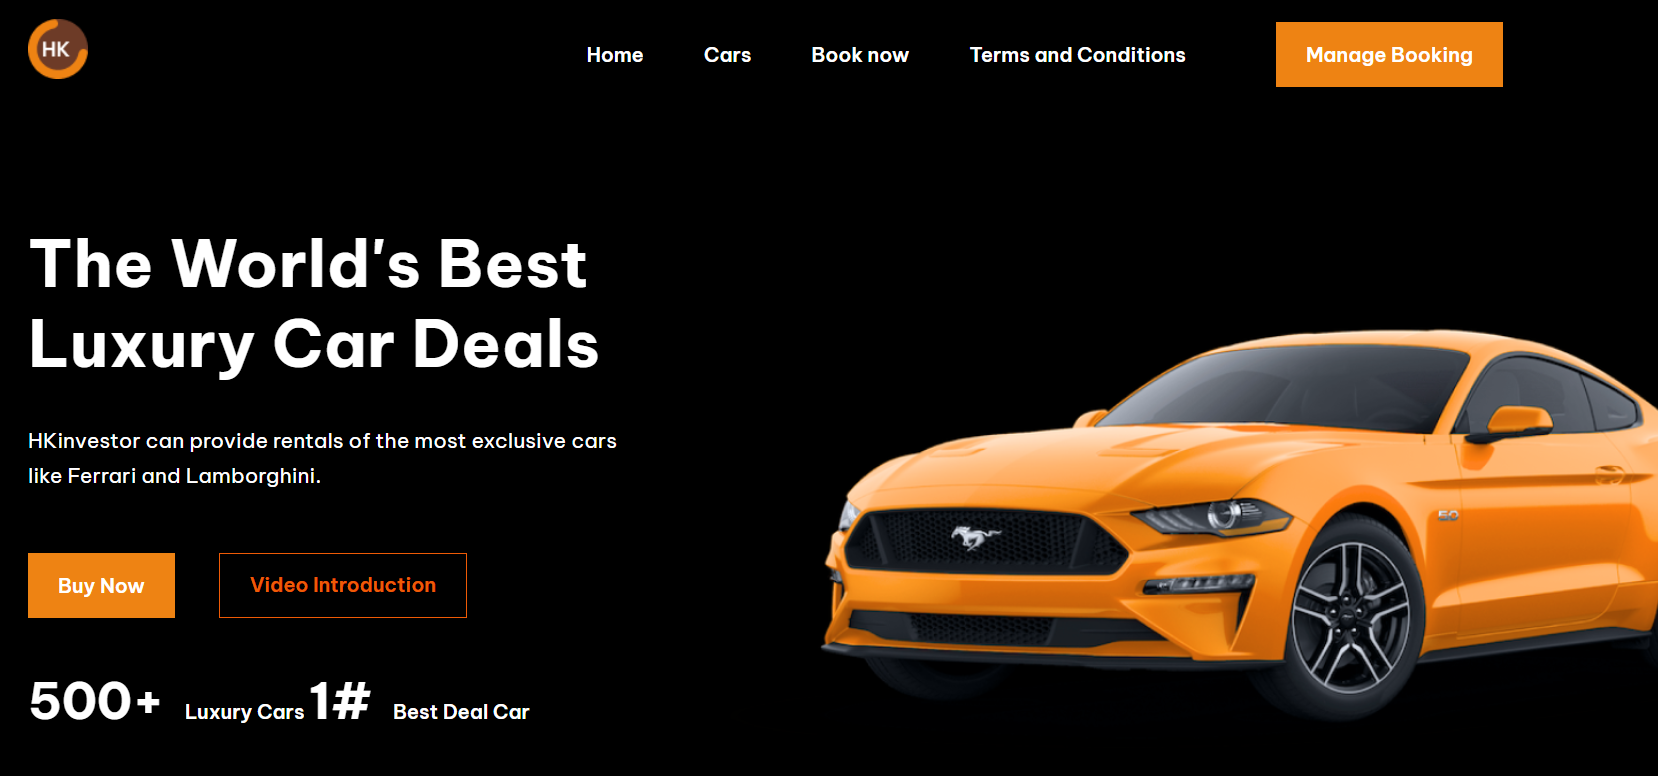 HK
Home Cars Book now Terms and Conditions Manage Booking
The World's Best
Luxury Car Deals
HKinvestor can provide rentals of the most exclusive cars
like Ferrari and Lamborghini.
Buy Now Video Introduction
500+ Luxury Cars 1# Best Deal Car
5.0